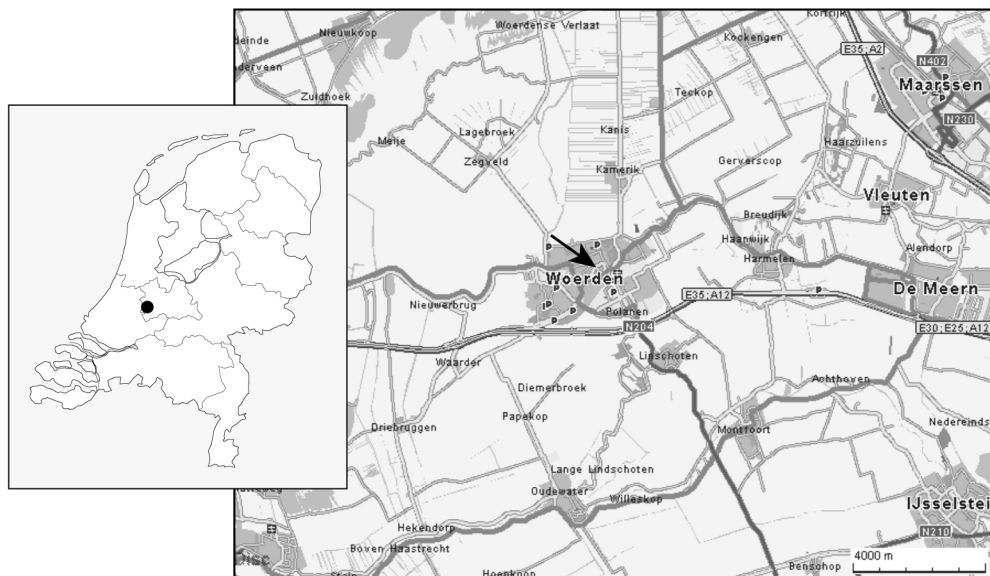 Kortrijk
Woerdense Verlaat
Nieuwkoop
Kockengen
E35;A2
N402
Maarssen
Zuidhoek
Teckop
N230
Lagebroek
Kanis
Meije
Haarzuilens
Zegveld
Gerverscop
Kamerik
Vleuten
Breudijk
Haanwijk
Alendorp
Harmelen
Woerden
De Meern
E35;A12
Nieuwerbrug
Polanen
N204
E30;E25;A12
Waarder
Linschoten
Achthoven
Diemerbroek
Papekop
Driebruggen
Montfoort
Nedereinds
Lange Lindschoten
Oudewater
Willeskop
IJsselstei
Hekendorp
N210
Boven Haastrecht
4000 m
Hoenkoop
Benschop